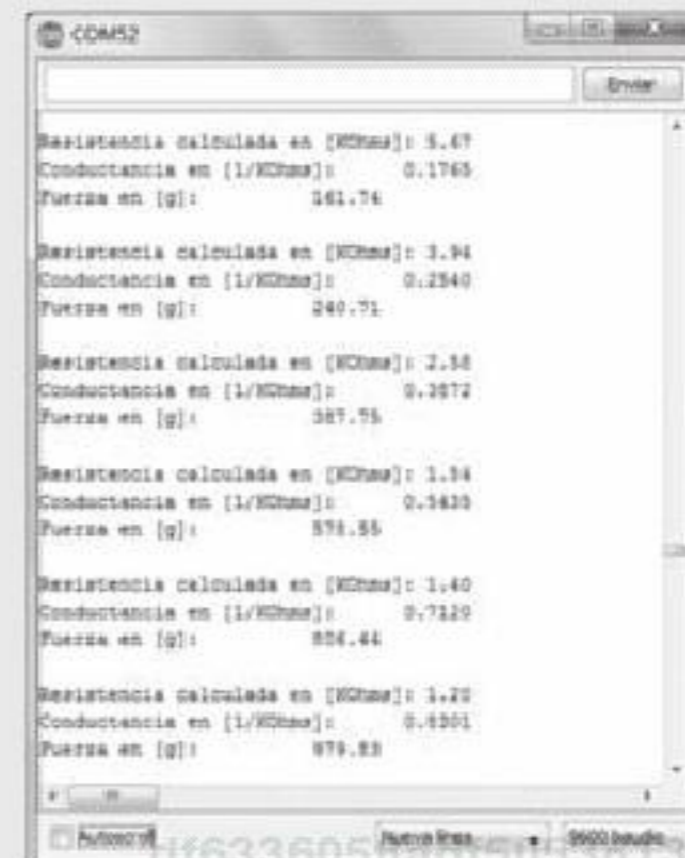 COM52
Enviar
Resistencia calculada en [KOhms]: 5.67
Conductancia en [1/KOhms]: 0.1765
Fuerza en [g]: 161.76
Resistencia calculada en [KOhms]: 3.94
Conductancia en [1/KOhms]: 0.2540
Fuerza en [g]: 240.71
Resistencia calculada en [KOhms]: 2.58
Conductancia en [1/KOhms]: 0.3872
Fuerza en [g]: 387.75
Resistencia calculada en [KOhms]:
Conductancia en [1/KOhms]:
Fuerza en [g]:
Resistencia calculada en [KOhms]: 1.40
Conductancia en [1/KOhms]: 0.7120
Fuerza en [g]:
Resistencia calculada en [KOhms]: 1.20
Conductancia en [1/KOhms]:
Fuerza en [g]:
Autoscroll
Nueva línea
9600 baudio